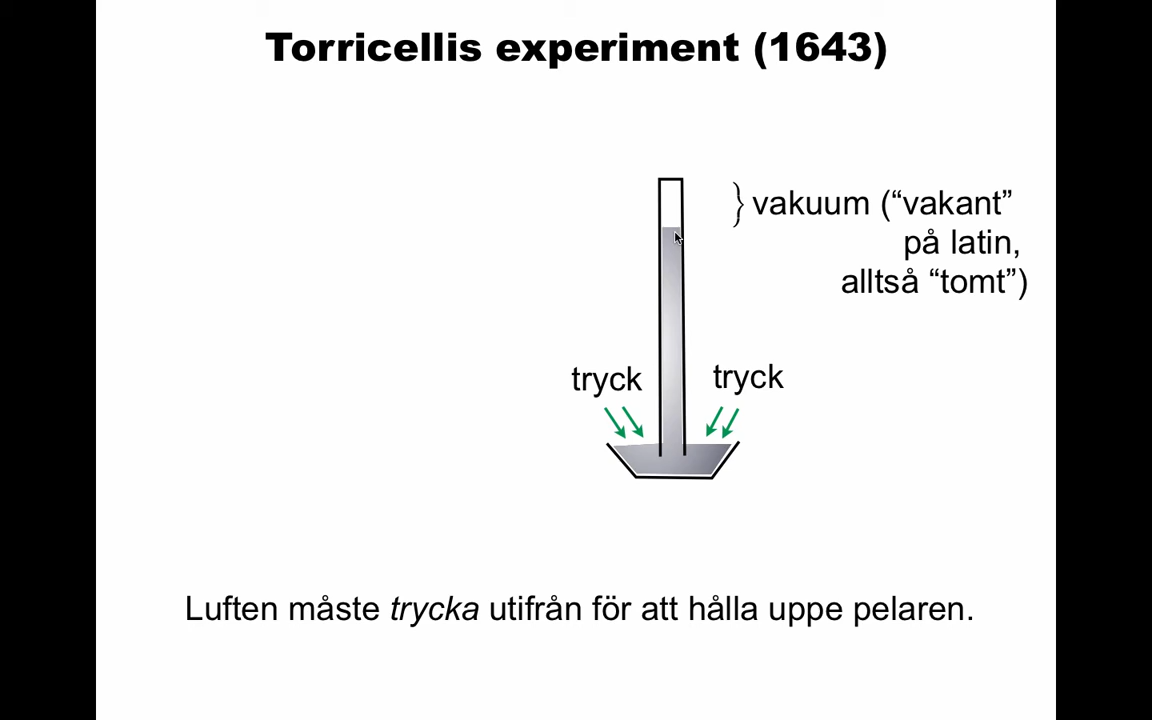 Torricellis experiment (1643)
vakuum (“vakant”
på latin,
alltså “tomt”)
tryck
tryck
Luften måste trycka utifrån för att hålla uppe pelaren.